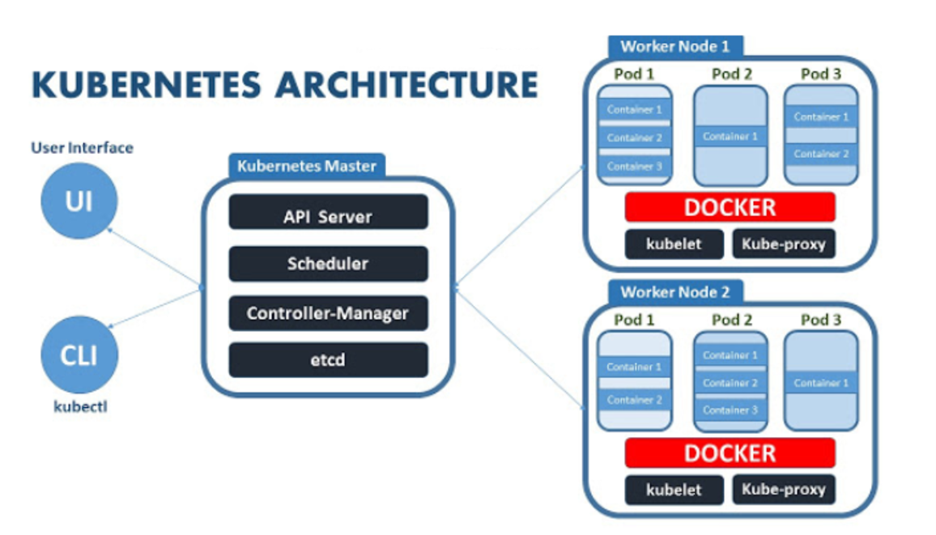 KUBERNETES ARCHITECTURE
User Interface
UI
CLI
kubectl
Kubernetes Master
API Server
Scheduler
Controller-Manager
etcd
Worker Node 1
Pod 1
Pod 2
Pod 3
Container 1
Container 2
Container 3
Container 1
Container 1
Container 2
DOCKER
kubelet
Kube-proxy
Worker Node 2
Pod 1
Pod 2
Pod 3
Container 1
Container 2
Container 1
Container 2
Container 3
Container 1
DOCKER
kubelet
Kube-proxy